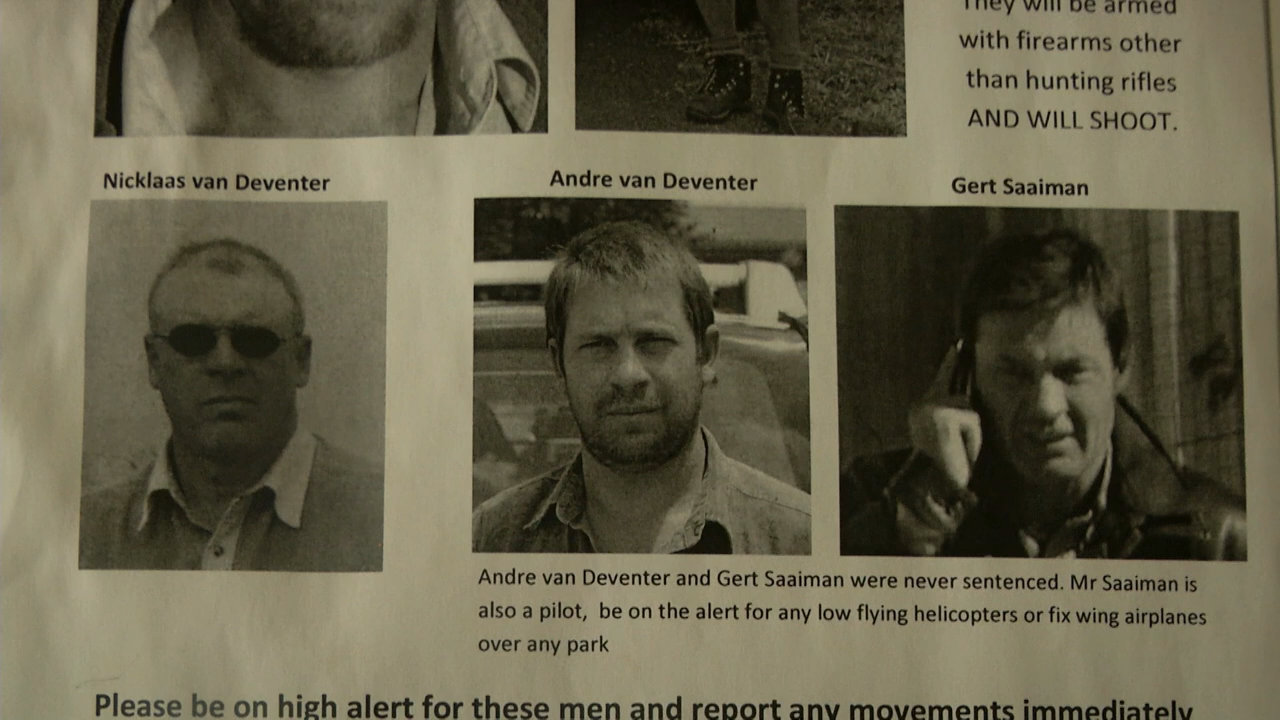 They will be armed
with firearms other
than hunting rifles
AND WILL SHOOT.
Nicklaas van Deventer
Andre van Deventer
Gert Saaiman
Andre van Deventer and Gert Saaiman were never sentenced. Mr Saaiman is
also a pilot, be on the alert for any low flying helicopters or fix wing airplanes
over any park
Please be on high alert for these men and report any movements immediately